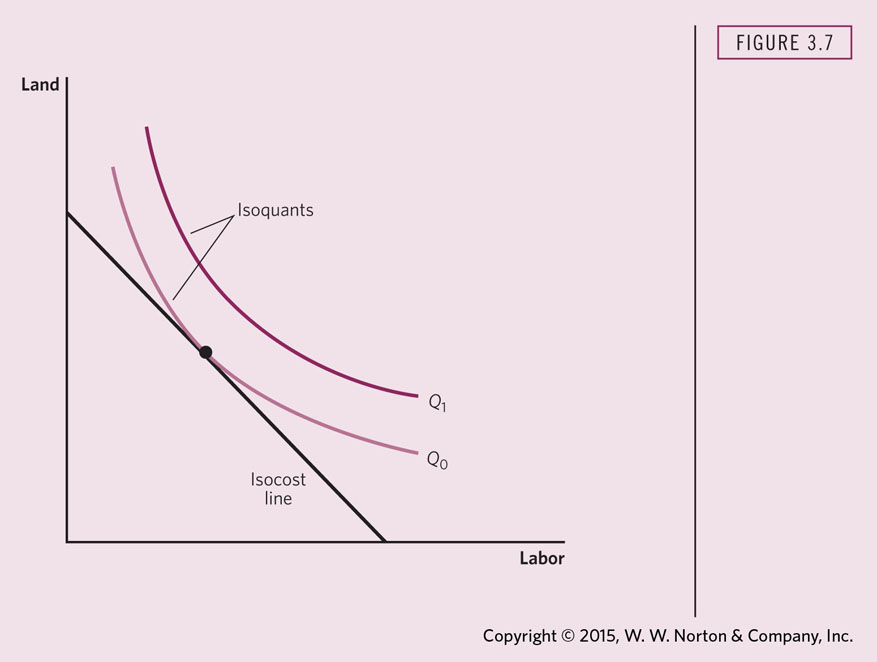 FIGURE 3.7
Land
Isoquants
Q1
Q0
Isocost
line
Labor
Copyright © 2015, W. W. Norton & Company, Inc.